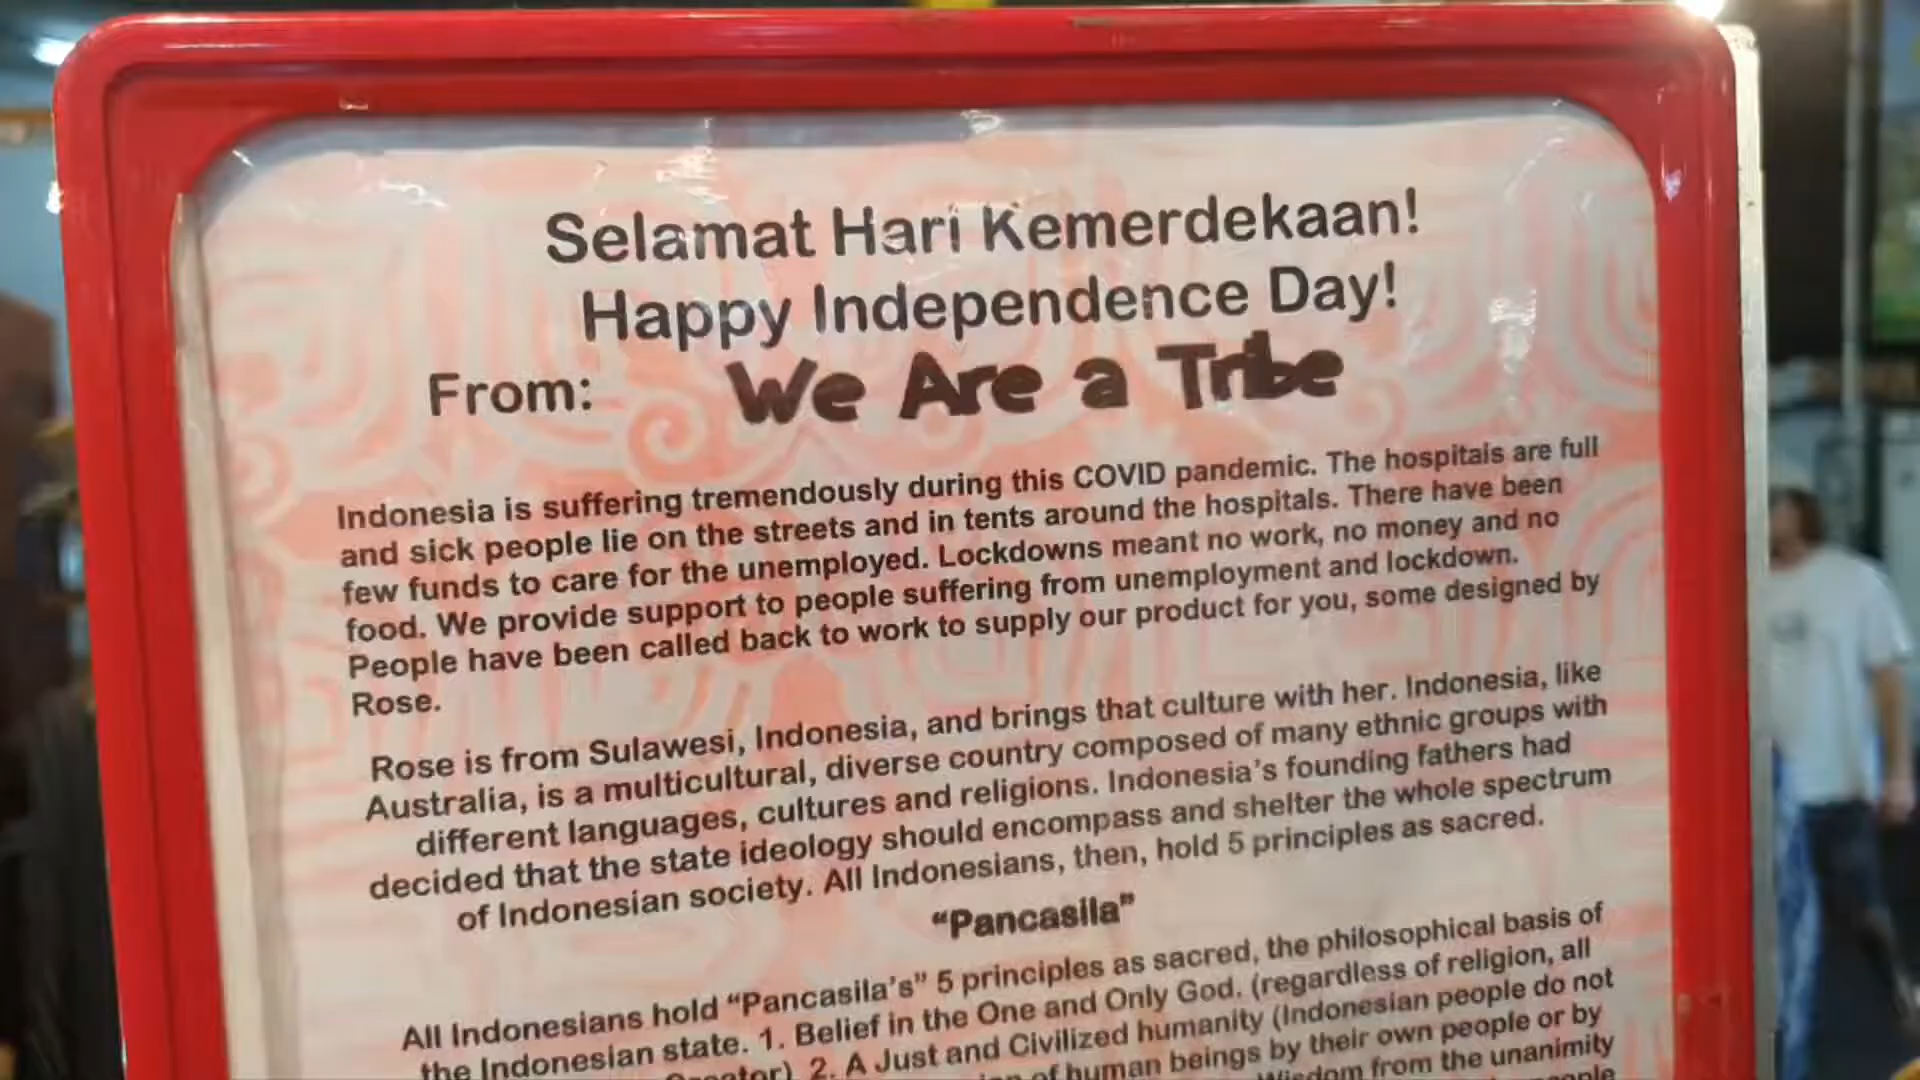 Selamat Hari Kemerdekaan!
Happy Independence Day!
From: We Are a Tribe
Indonesia is suffering tremendously during this COVID pandemic. The hospitals are full
and sick people lie on the streets and in tents around the hospitals. There have been
few funds to care for the unemployed. Lockdowns meant no work, no money and no
food. We provide support to people suffering from unemployment and lockdown.
People have been called back to work to supply our product for you, some designed by
Rose.
Rose is from Sulawesi, Indonesia, and brings that culture with her. Indonesia, like
Australia, is a multicultural, diverse country composed of many ethnic groups with
different languages, cultures and religions. Indonesia's founding fathers had
decided that the state ideology should encompass and shelter the whole spectrum
of Indonesian society. All Indonesians, then, hold 5 principles as sacred.
“Pancasila”
All Indonesians hold “Pancasila's” 5 principles as sacred, the philosophical basis of
the Indonesian state. 1. Belief in the One and Only God. (regardless of religion, all
2. A Just and Civilized humanity (Indonesian people do not
of human beings by their own people or by
Wisdom from the unanimity